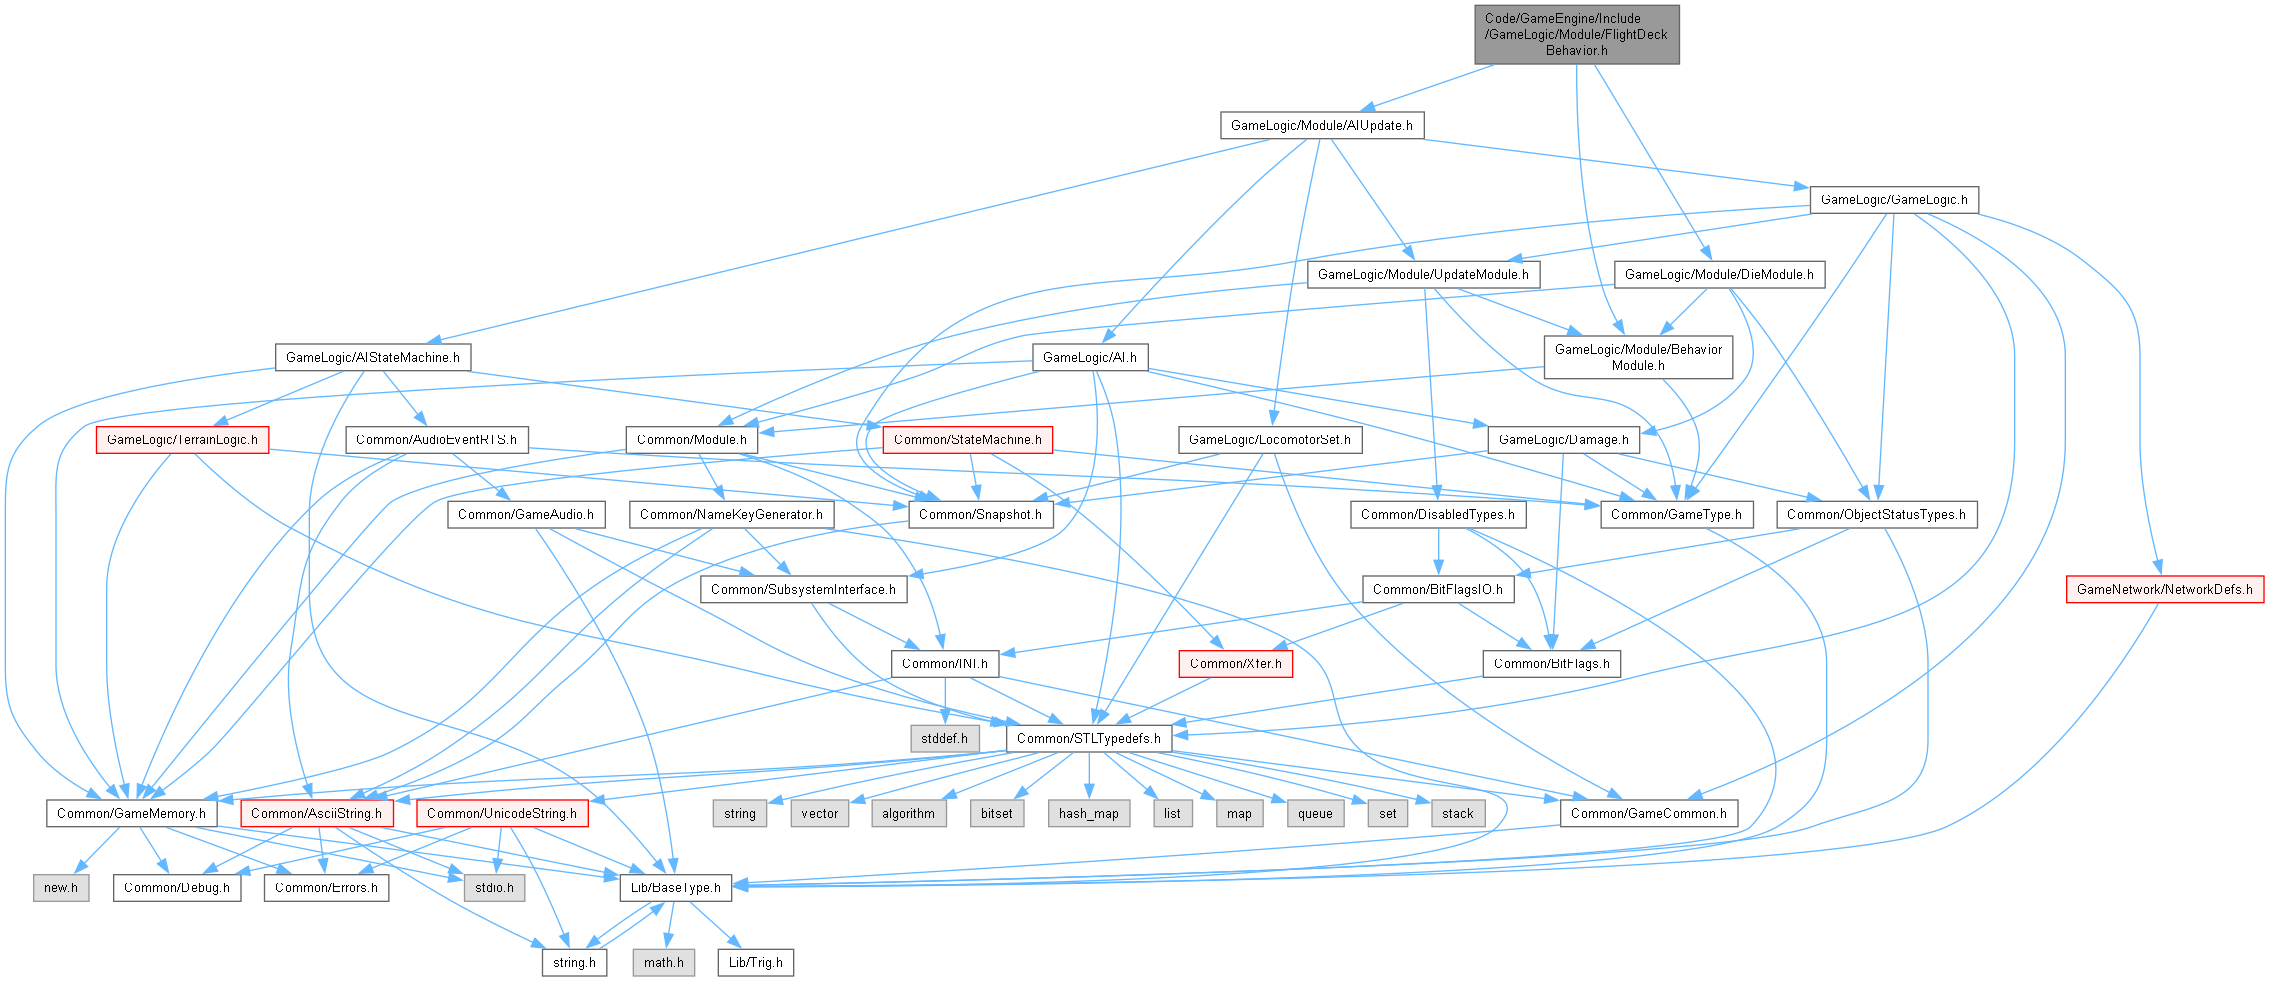 Code/GameEngine/Include
/GameLogic/Module/FlightDeck
Behavior.h
GameLogic/Module/AIUpdate.h
GameLogic/GameLogic.h
GameLogic/Module/UpdateModule.h
GameLogic/Module/DieModule.h
GameLogic/AIStateMachine.h
GameLogic/AI.h
GameLogic/Module/Behavior
Module.h
GameLogic/TerrainLogic.h
Common/AudioEventRTS.h
Common/Module.h
Common/StateMachine.h
GameLogic/LocomotorSet.h
GameLogic/Damage.h
Common/GameAudio.h
Common/NameKeyGenerator.h
Common/Snapshot.h
Common/DisabledTypes.h
Common/GameType.h
Common/ObjectStatusTypes.h
Common/SubsystemInterface.h
Common/BitFlagsIO.h
GameNetwork/NetworkDefs.h
Common/INI.h
Common/Xfer.h
Common/BitFlags.h
stddef.h
Common/STLTypedefs.h
Common/GameMemory.h
Common/AsciiString.h
Common/UnicodeString.h
string
vector
algorithm
bitset
hash_map
list
map
queue
set
stack
Common/GameCommon.h
new.h
Common/Debug.h
Common/Errors.h
stdio.h
Lib/BaseType.h
string.h
math.h
Lib/Trig.h